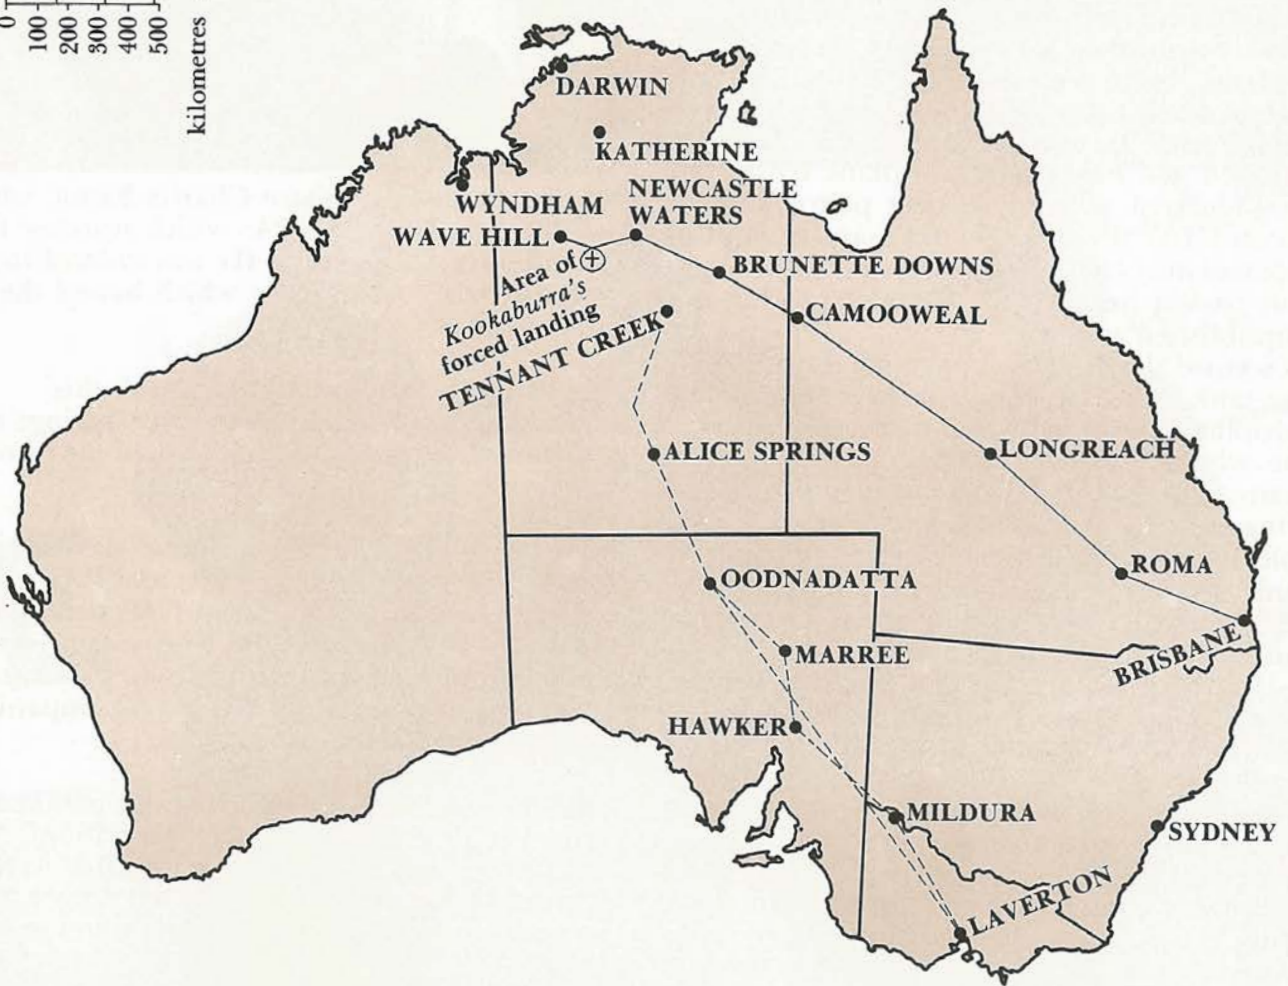 0
100
200
300
400
500
kilometres
DARWIN
KATHERINE
WYNDHAM
NEWCASTLE
WATERS
WAVE HILL
Area of
Kookaburra's
forced landing
BRUNETTE DOWNS
TENNANT CREEK
CAMOOWEAL
ALICE SPRINGS
LONGREACH
OODNADATTA
ROMA
MARREE
BRISBANE
HAWKER
MILDURA
SYDNEY
LAVERTON